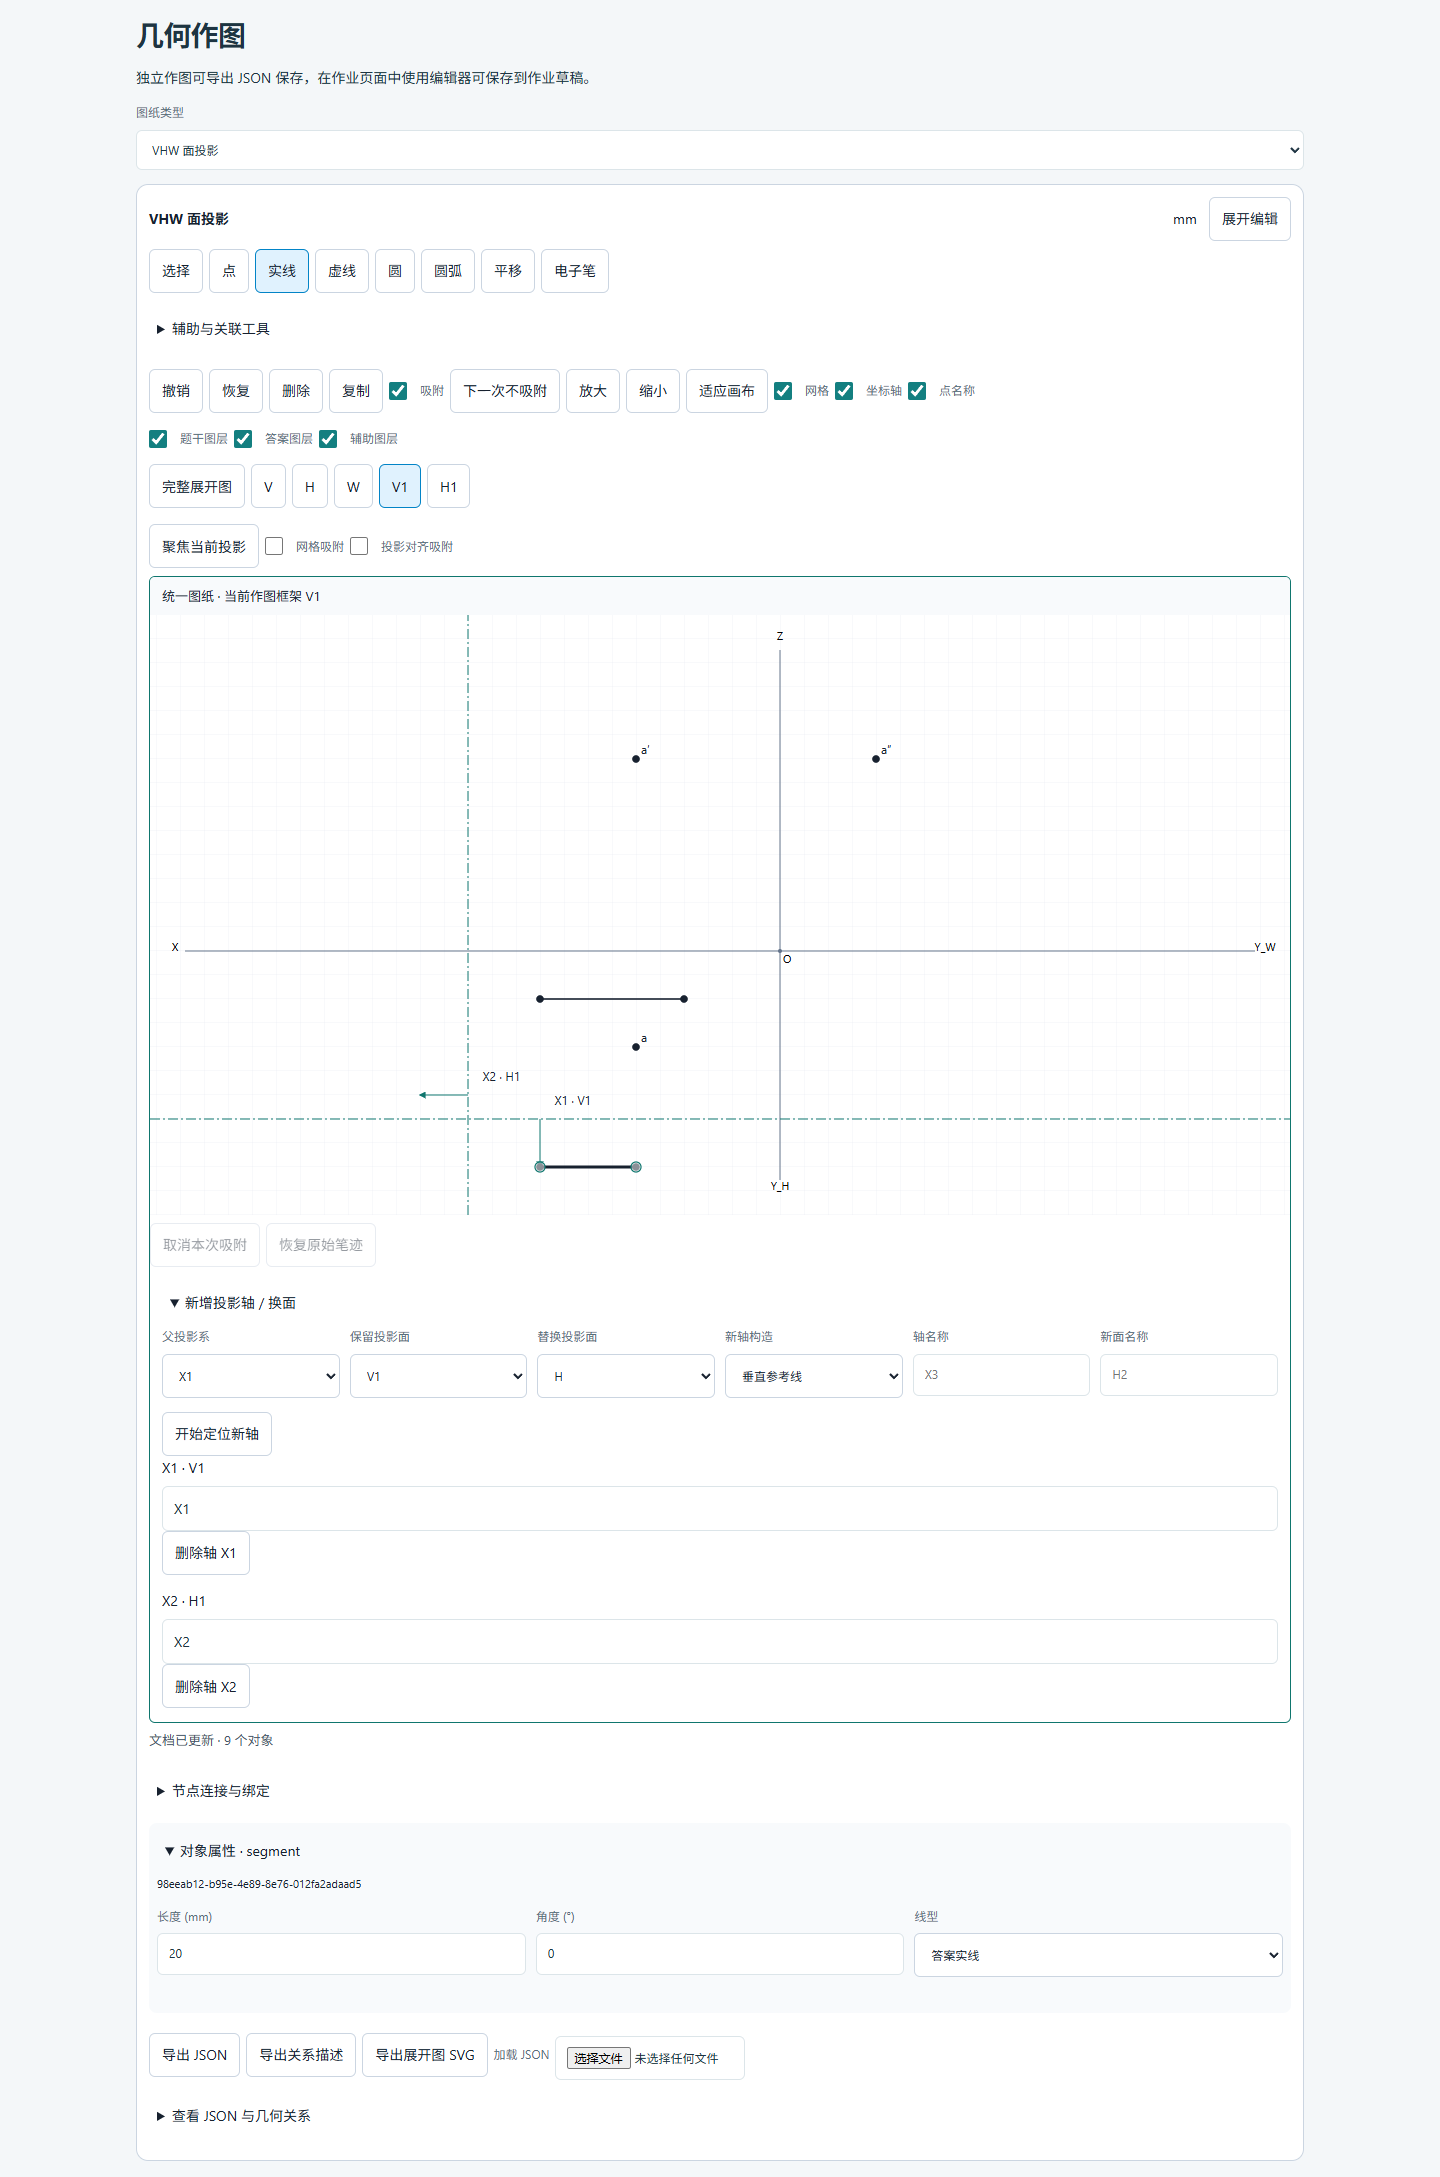 几何作图
独立作图可导出 JSON 保存，在作业页面中使用编辑器可保存到作业草稿。
图纸类型
VHW 面投影
VHW 面投影 mm 展开编辑
选择 点 实线 虚线 圆 圆弧 平移 电子笔
▶ 辅助与关联工具
撤销 恢复 删除 复制 吸附 下一次不吸附 放大 缩小 适应画布 网格 坐标轴 点名称
题干图层 答案图层 辅助图层
完整展开图 V H W V1 H1
聚焦当前投影 网格吸附 投影对齐吸附
统一图纸 · 当前作图框架 V1
Z
a' a″
X Y_W
O
a
X2 · H1
X1 · V1
Y_H
取消本次吸附 恢复原始笔迹
▼ 新增投影轴 / 换面
父投影系 保留投影面 替换投影面 新轴构造 轴名称 新面名称
X1 V1 H 垂直参考线 X3 H2
开始定位新轴
X1 · V1
X1
删除轴 X1
X2 · H1
X2
删除轴 X2
文档已更新 · 9 个对象
▶ 节点连接与绑定
▼ 对象属性 · segment
98eeab12-b95e-4e89-8e76-012fa2adaad5
长度 (mm) 角度 (°) 线型
20 0 答案实线
导出 JSON 导出关系描述 导出展开图 SVG 加载 JSON 选择文件 未选择任何文件
▶ 查看 JSON 与几何关系